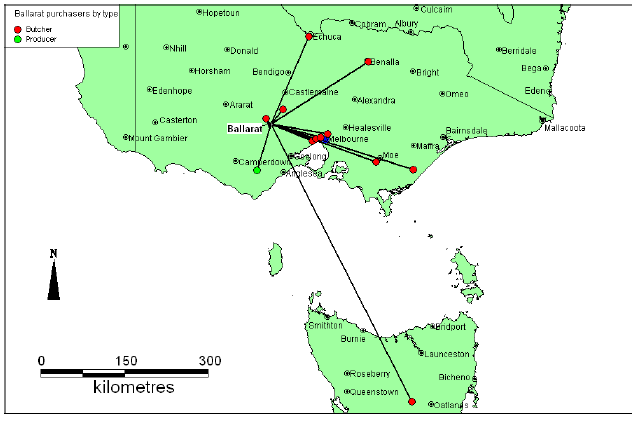 Ballarat purchasers by type
Butcher
Producer
Hopetoun
Culcairn
Cobram
Albury
Echuca
Nhill
Donald
Berridale
Benalla
Horsham
Bendigo
Bright
Bega
Edenhope
Castlemaine
Omeo
Eden
Ararat
Alexandra
Casterton
Mallacoota
Ballarat
Healesville
Bairnsdale
Mount Gambier
Melbourne
Maffra
Camperdown
Geelong
Moe
Anglesea
N
Smithton
Bridport
Burnie
0 150 300
kilometres
Launceston
Roseberry
Bicheno
Queenstown
Oatlands